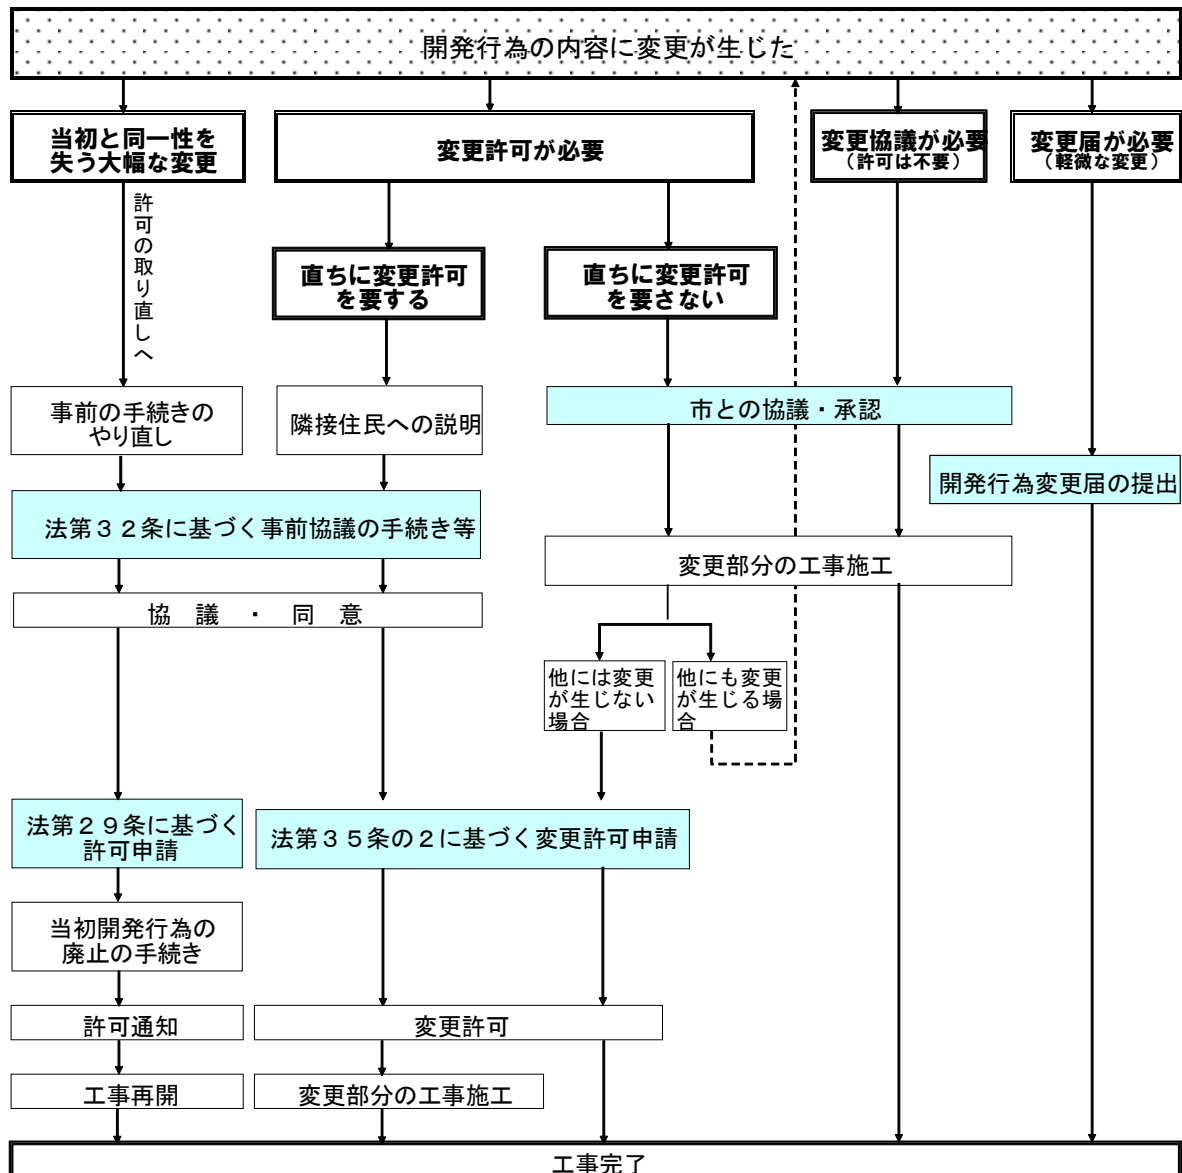 開発行為の内容に変更が生じた
当初と同一性を
失う大幅な変更
変更許可が必要
変更協議が必要
（許可は不要）
変更届が必要
（軽微な変更）
許可の取り直しへ
直ちに変更許可
を要する
直ちに変更許可
を要さない
事前の手続きの
やり直し
隣接住民への説明
市との協議・承認
開発行為変更届の提出
法第３２条に基づく事前協議の手続き等
変更部分の工事施工
協　議　・　同　意
他には変更
が生じない
場合
他にも変更
が生じる場
合
法第２９条に基づく
許可申請
法第３５条の２に基づく変更許可申請
当初開発行為の
廃止の手続き
許可通知
変更許可
工事再開
変更部分の工事施工
工事完了